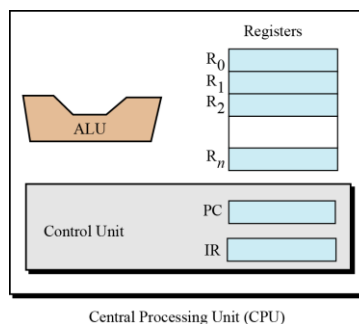 Registers
R0
R1
R2
ALU
Rn
PC
Control Unit
IR
Central Processing Unit (CPU)